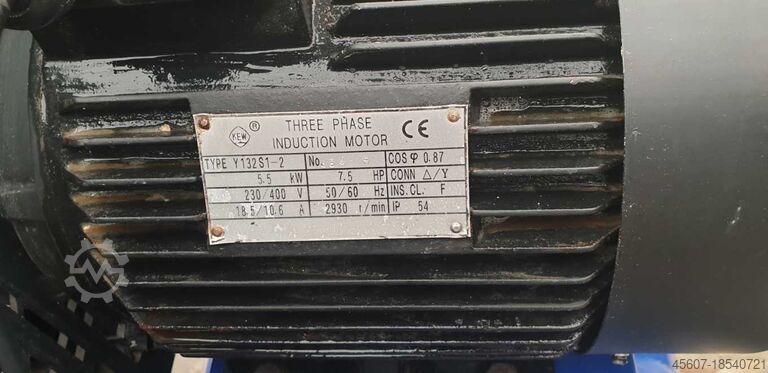 KEW ® THREE PHASE
INDUCTION MOTOR CE
TYPE Y132S1-2 No. COS φ 0.87
5.5 kW 7.5 HP CONN △/Y
230/400 V 50/60 Hz INS.CL. F
18.5/10.6 A 2930 r/min IP 54
45607-18540721